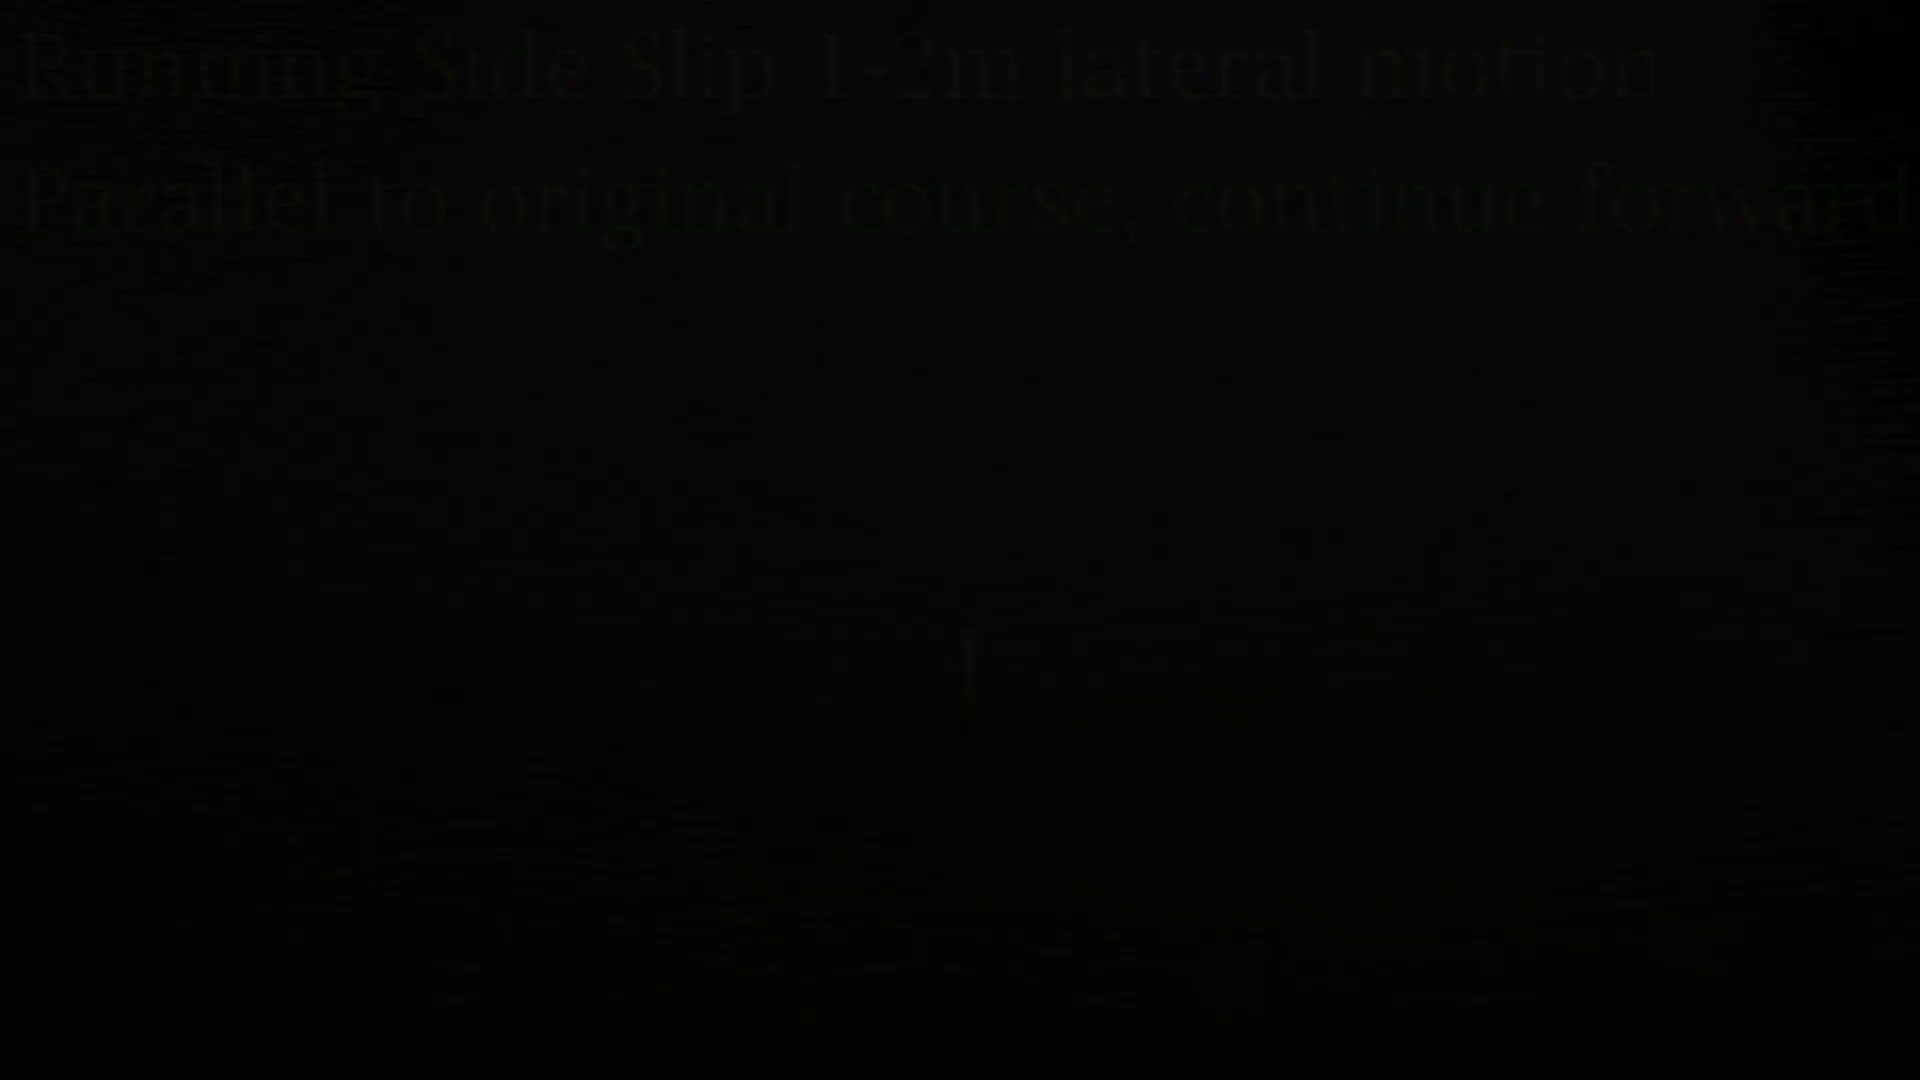 Running Side Slip 1-2m lateral motion
Parallel to original course, continue forward